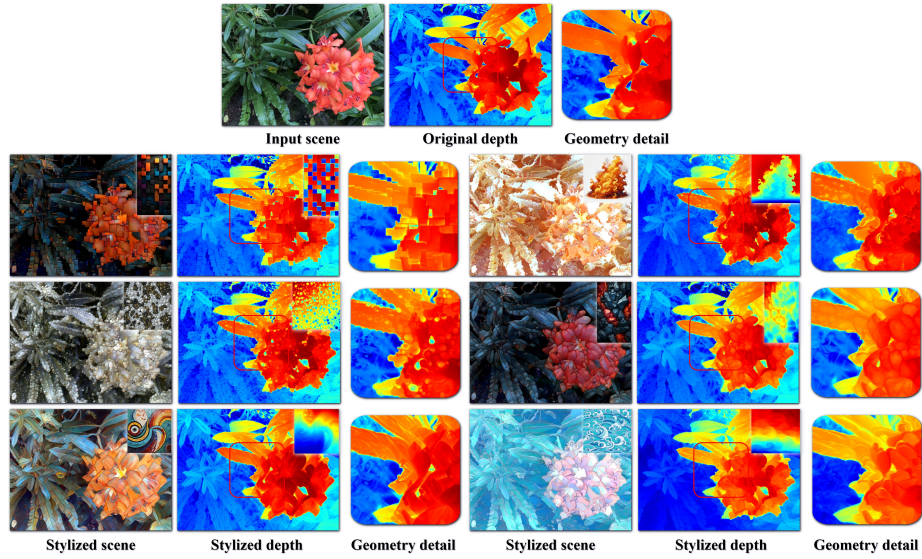 Input scene Original depth Geometry detail
Stylized scene Stylized depth Geometry detail Stylized scene Stylized depth Geometry detail